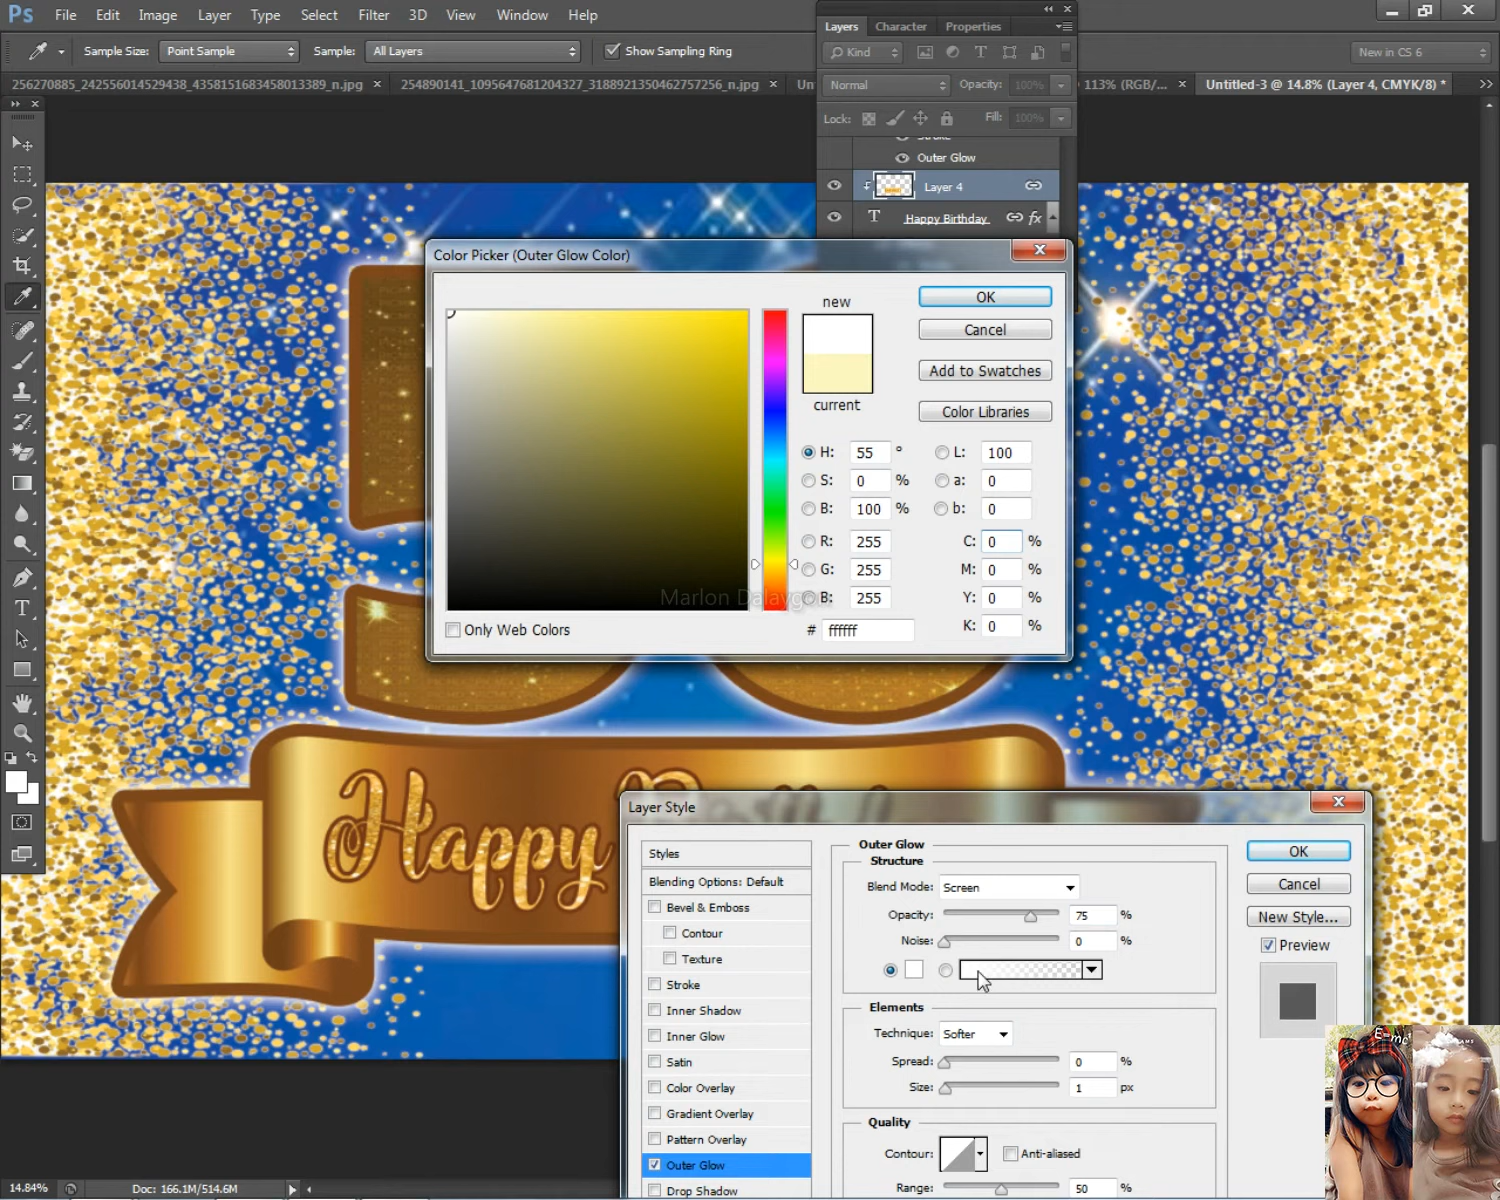 Ps File Edit Image Layer Type Select Filter 3D View Window Help
Sample Size: Point Sample Sample: All Layers Show Sampling Ring
New in CS 6
256270885_242556014529438_4358151683458013389_n.jpg × 254890141_1095647681204327_3188921350462757256_n.jpg × Un
113% (RGB/... × Untitled-3 @ 14.8% (Layer 4, CMYK/8) *
Layers Character Properties
Kind
Normal Opacity: 100%
Lock: Fill: 100%
Stroke
Outer Glow
Layer 4
T Happy Birthday fx
Color Picker (Outer Glow Color)
new
current
OK
Cancel
Add to Swatches
Color Libraries
H: 55 ° L: 100
S: 0 % a: 0
B: 100 % b: 0
R: 255 C: 0 %
G: 255 M: 0 %
B: 255 Y: 0 %
# ffffff K: 0 %
Only Web Colors
Happy
Layer Style
Styles
Blending Options: Default
Bevel & Emboss
Contour
Texture
Stroke
Inner Shadow
Inner Glow
Satin
Color Overlay
Gradient Overlay
Pattern Overlay
Outer Glow
Drop Shadow
Outer Glow
Structure
Blend Mode: Screen
Opacity: 75 %
Noise: 0 %
Elements
Technique: Softer
Spread: 0 %
Size: 1 px
Quality
Contour: Anti-aliased
Range: 50 %
OK
Cancel
New Style...
Preview
14.84% Doc: 166.1M/514.6M